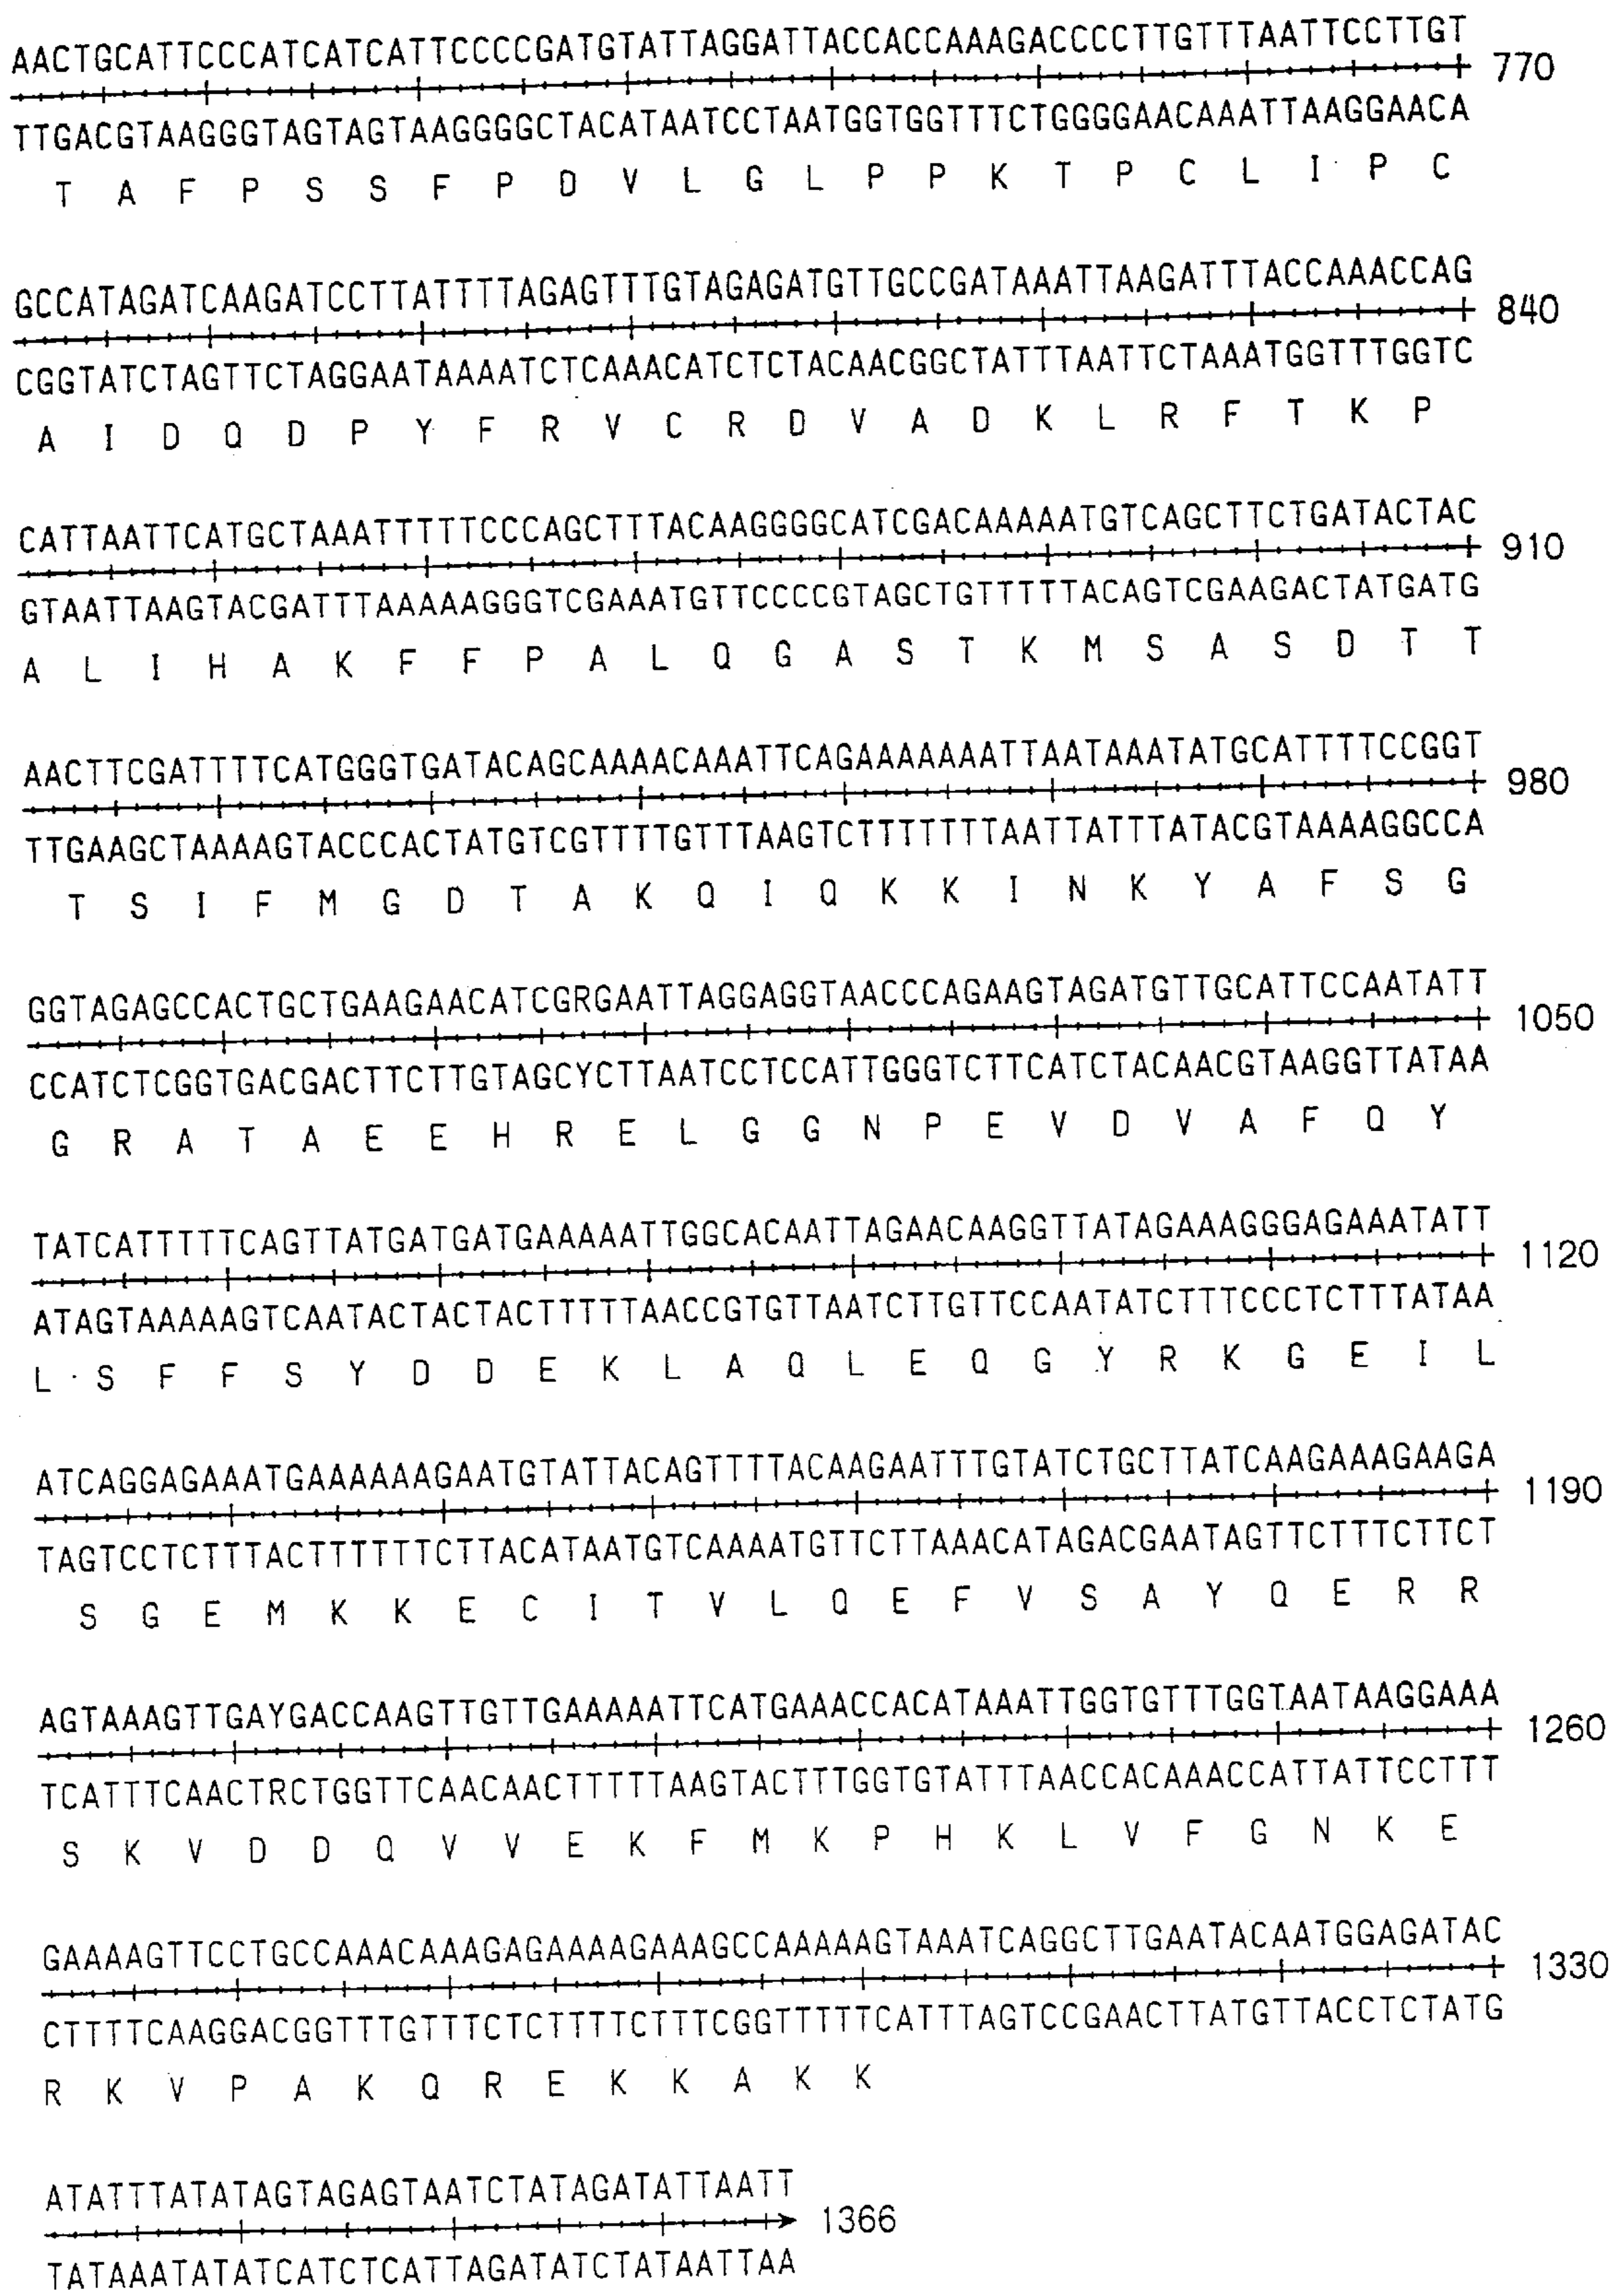 AACTGCATTCCCATCATCATTCCCCGATGTATTAGGATTACCACCAAAGACCCCTTGTTTAATTCCTTGT
770
TTGACGTAAGGGTAGTAGTAAGGGGCTACATAATCCTAATGGTGGTTTCTGGGGAACAAATTAAGGAACA
T A F P S S F P D V L G L P P K T P C L I P C
GCCATAGATCAAGATCCTTATTTTAGAGTTTGTAGAGATGTTGCCGATAAATTAAGATTTACCAAACCAG
840
CGGTATCTAGTTCTAGGAATAAAATCTCAAACATCTCTACAACGGCTATTTAATTCTAAATGGTTTGGTC
A I D Q D P Y F R V C R D V A D K L R F T K P
CATTAATTCATGCTAAATTTTTCCCAGCTTTACAAGGGGCATCGACAAAAATGTCAGCTTCTGATACTAC
910
GTAATTAAGTACGATTTAAAAAGGGTCGAAATGTTCCCCGTAGCTGTTTTTACAGTCGAAGACTATGATG
A L I H A K F F P A L Q G A S T K M S A S D T T
AACTTCGATTTTCATGGGTGATACAGCAAAACAAATTCAGAAAAAAATTAATAAATATGCATTTTCCGGT
980
TTGAAGCTAAAAGTACCCACTATGTCGTTTTGTTTAAGTCTTTTTTTAATTATTTATACGTAAAAGGCCA
T S I F M G D T A K Q I Q K K I N K Y A F S G
GGTAGAGCCACTGCTGAAGAACATCGRGAATTAGGAGGTAACCCAGAAGTAGATGTTGCATTCCAATATT
1050
CCATCTCGGTGACGACTTCTTGTAGCYCTTAATCCTCCATTGGGTCTTCATCTACAACGTAAGGTTATAA
G R A T A E E H R E L G G N P E V D V A F Q Y
TATCATTTTTCAGTTATGATGATGAAAAATTGGCACAATTAGAACAAGGTTATAGAAAGGGAGAAATATT
1120
ATAGTAAAAAGTCAATACTACTACTTTTTAACCGTGTTAATCTTGTTCCAATATCTTTCCCTCTTTATAA
L S F F S Y D D E K L A Q L E Q G Y R K G E I L
ATCAGGAGAAATGAAAAAAGAATGTATTACAGTTTTACAAGAATTTGTATCTGCTTATCAAGAAAGAAGA
1190
TAGTCCTCTTTACTTTTTTCTTACATAATGTCAAAATGTTCTTAAACATAGACGAATAGTTCTTTCTTCT
S G E M K K E C I T V L Q E F V S A Y Q E R R
AGTAAAGTTGAYGACCAAGTTGTTGAAAAATTCATGAAACCACATAAATTGGTGTTTGGTAATAAGGAAA
1260
TCATTTCAACTRCTGGTTCAACAACTTTTTAAGTACTTTGGTGTATTTAACCACAAACCATTATTCCTTT
S K V D D Q V V E K F M K P H K L V F G N K E
GAAAAGTTCCTGCCAAACAAAGAGAAAAGAAAGCCAAAAAGTAAATCAGGCTTGAATACAATGGAGATAC
1330
CTTTTCAAGGACGGTTTGTTTCTCTTTTCTTTCGGTTTTTCATTTAGTCCGAACTTATGTTACCTCTATG
R K V P A K Q R E K K A K K
ATATTTATATAGTAGAGTAATCTATAGATATTAATT
1366
TATAAATATATCATCTCATTAGATATCTATAATTAA